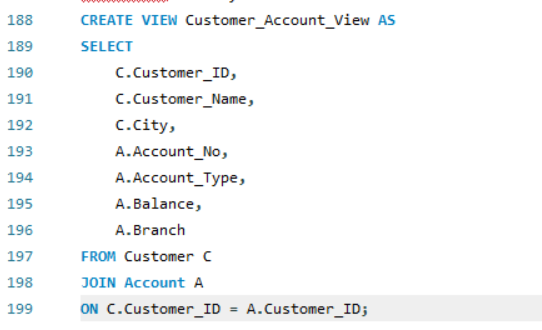 188 CREATE VIEW Customer_Account_View AS
189 SELECT
190 C.Customer_ID,
191 C.Customer_Name,
192 C.City,
193 A.Account_No,
194 A.Account_Type,
195 A.Balance,
196 A.Branch
197 FROM Customer C
198 JOIN Account A
199 ON C.Customer_ID = A.Customer_ID;